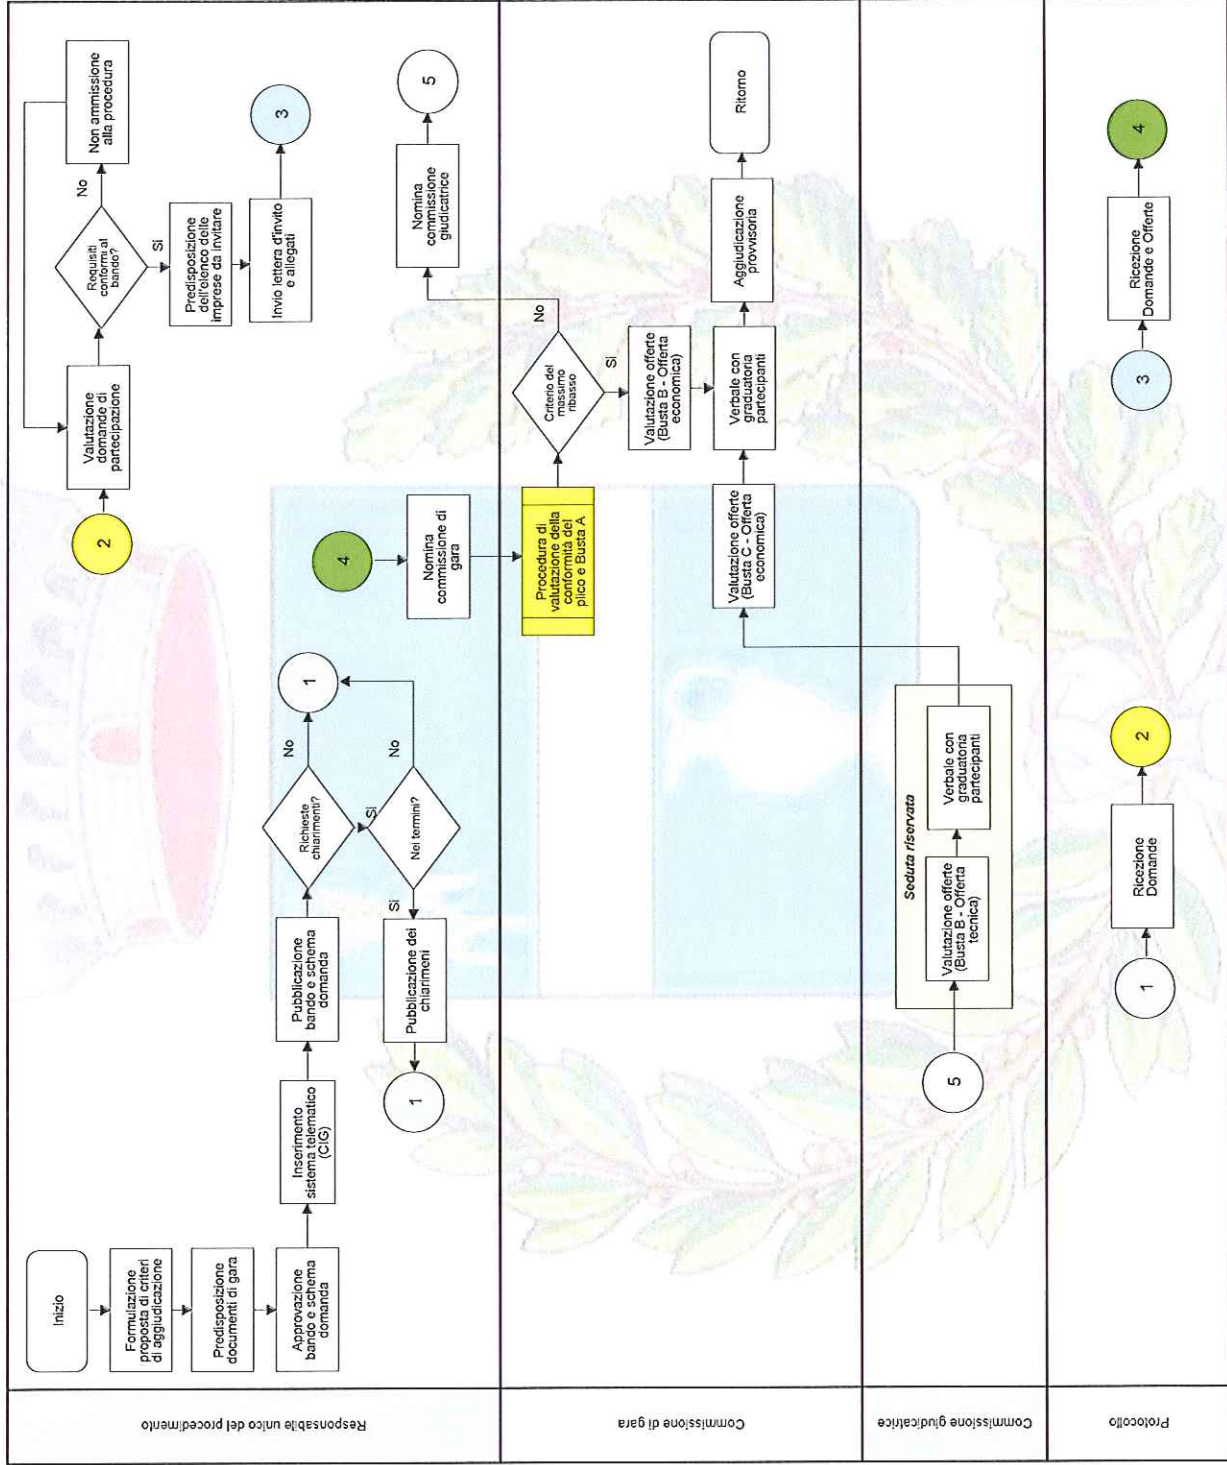 Responsabile unico del procedimento
Inizio
Formulazione
proposta di criteri
di aggiudicazione
Predisposizione
documenti di gara
Approvazione
bando e schema
domanda
Inserimento
sistema telematico
(CIG)
Pubblicazione
bando e schema
domanda
Richieste
chiarimenti?
No
1
Si
Nei termini?
No
Si
Pubblicazione dei
chiarimeni
1
2
Valutazione
domande di
partecipazione
Requisiti
conformi al
bando?
No
Non ammissione
alla procedura
Si
Predisposizione
dell'elenco delle
imprese da invitare
Invio lettera d'invito
e allegati
3
4
Nomina
commissione di
gara
Nomina
commissione
giudicatrice
5
Commissione di gara
Procedura di
valutazione della
conformità del
plico e Busta A
Criterio del
massimo
ribasso
No
Si
Valutazione offerte
(Busta B - Offerta
economica)
Valutazione offerte
(Busta C - Offerta
economica)
Verbale con
graduatoria
partecipanti
Aggiudicazione
provvisoria
Ritorno
Commissione giudicatrice
5
Seduta riservata
Valutazione offerte
(Busta B - Offerta
tecnica)
Verbale con
graduatoria
partecipanti
Protocollo
1
Ricezione
Domande
2
3
Ricezione
Domande e Offerte
4